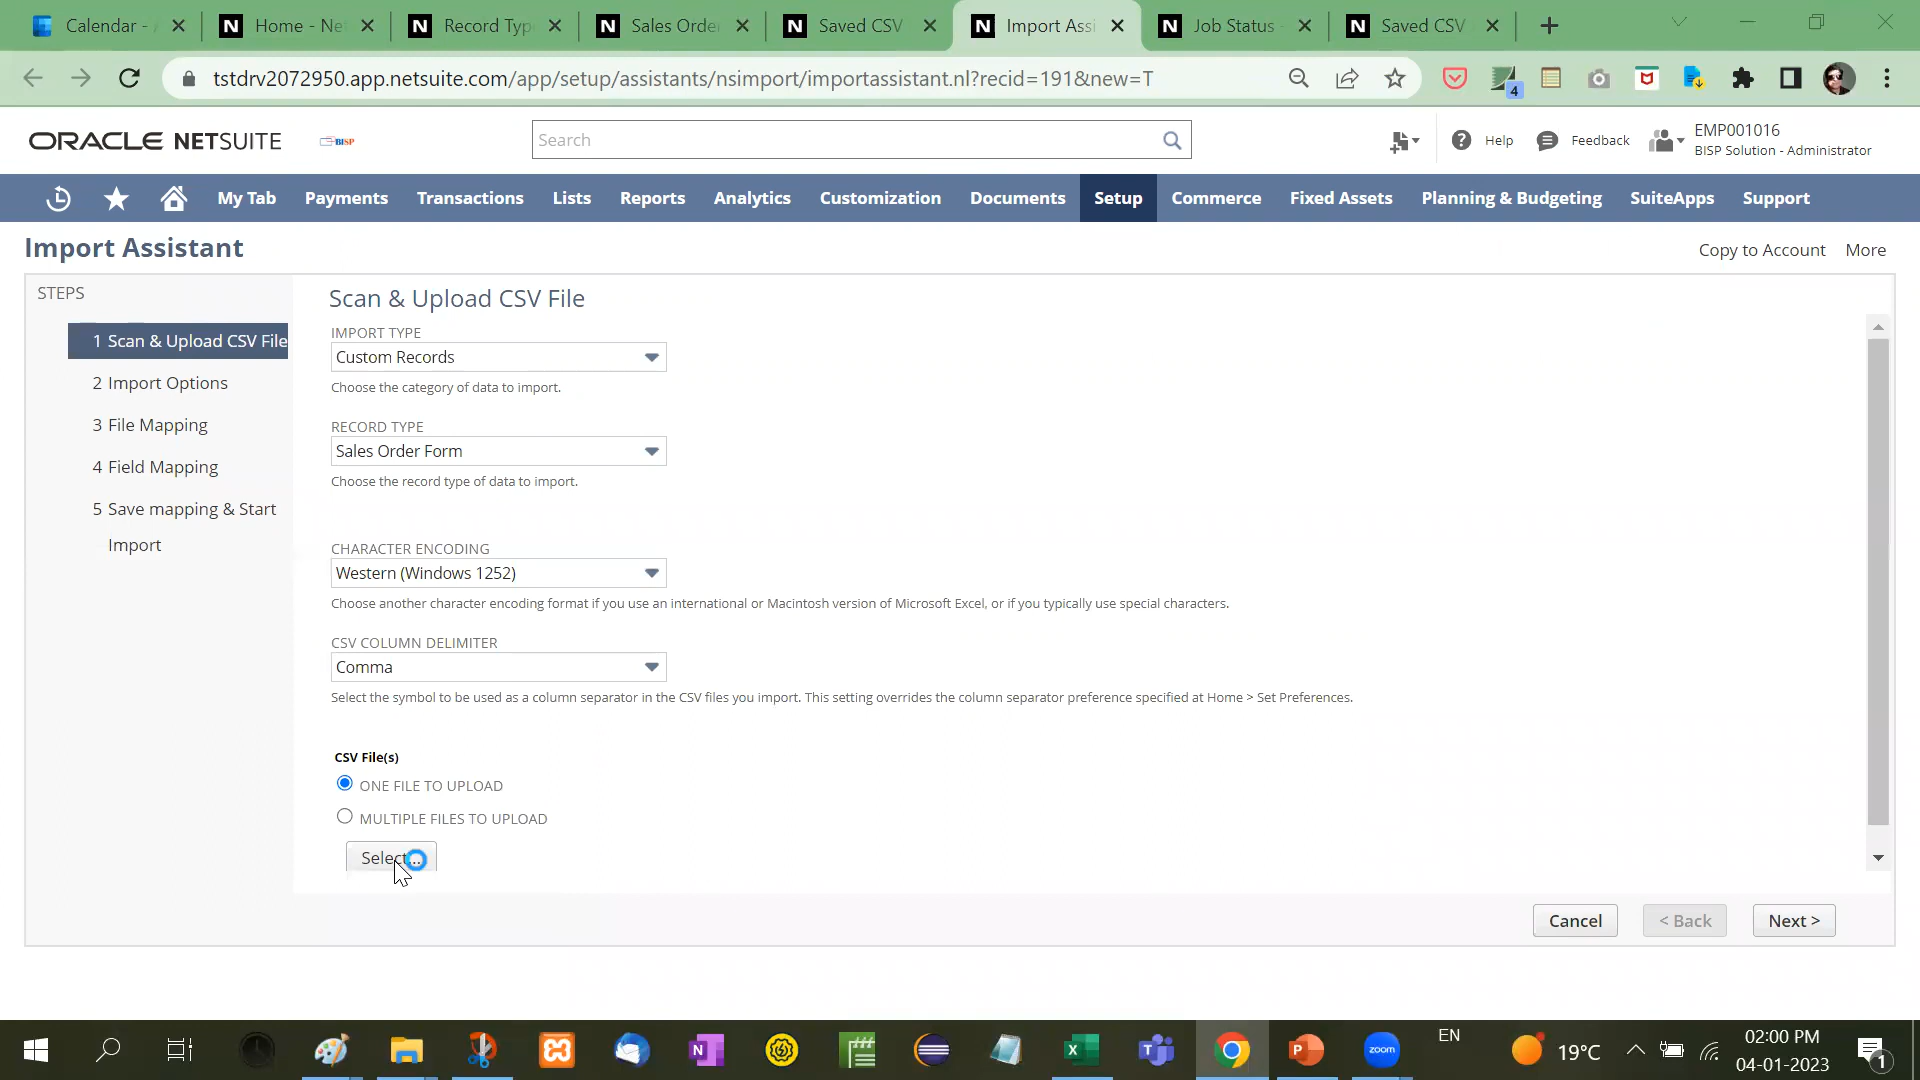 Calendar -
Home - Net
Record Typ
Sales Orde
Saved CSV
Import Assi
Job Status -
Saved CSV
tstdrv2072950.app.netsuite.com/app/setup/assistants/nsimport/importassistant.nl?recid=191&new=T
4
ORACLE NETSUITE
BISP
Search
Help
Feedback
EMP001016
BISP Solution - Administrator
My Tab
Payments
Transactions
Lists
Reports
Analytics
Customization
Documents
Setup
Commerce
Fixed Assets
Planning & Budgeting
SuiteApps
Support
Import Assistant
Copy to Account
More
STEPS
1 Scan & Upload CSV File
2 Import Options
3 File Mapping
4 Field Mapping
5 Save mapping & Start
Import
Scan & Upload CSV File
IMPORT TYPE
Custom Records
Choose the category of data to import.
RECORD TYPE
Sales Order Form
Choose the record type of data to import.
CHARACTER ENCODING
Western (Windows 1252)
Choose another character encoding format if you use an international or Macintosh version of Microsoft Excel, or if you typically use special characters.
CSV COLUMN DELIMITER
Comma
Select the symbol to be used as a column separator in the CSV files you import. This setting overrides the column separator preference specified at Home > Set Preferences.
CSV File(s)
ONE FILE TO UPLOAD
MULTIPLE FILES TO UPLOAD
Select...
Cancel
< Back
Next >
zoom
EN
19°C
02:00 PM
04-01-2023
1